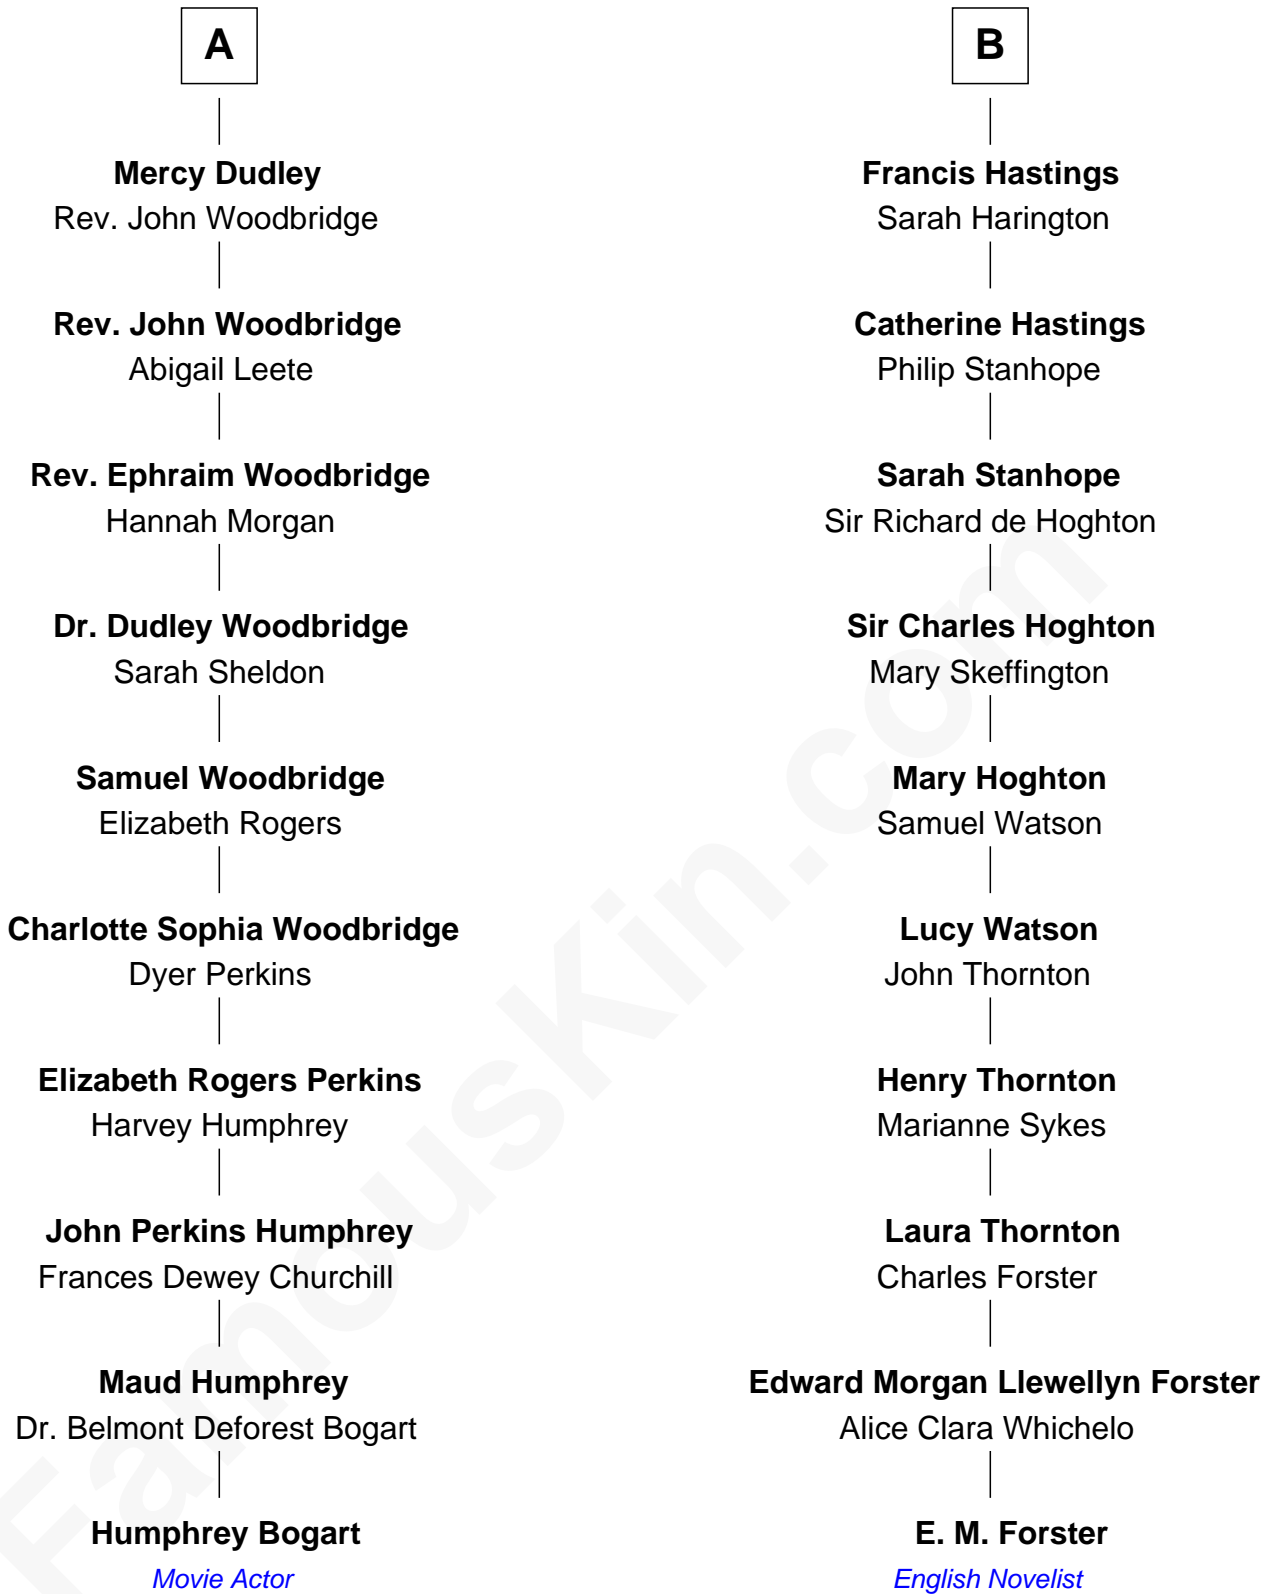 A
Mercy Dudley
Rev. John Woodbridge
Rev. John Woodbridge
Abigail Leete
Rev. Ephraim Woodbridge
Hannah Morgan
Dr. Dudley Woodbridge
Sarah Sheldon
Samuel Woodbridge
Elizabeth Rogers
Charlotte Sophia Woodbridge
Dyer Perkins
Elizabeth Rogers Perkins
Harvey Humphrey
John Perkins Humphrey
Frances Dewey Churchill
Maud Humphrey
Dr. Belmont Deforest Bogart
Humphrey Bogart
Movie Actor
B
Francis Hastings
Sarah Harington
Catherine Hastings
Philip Stanhope
Sarah Stanhope
Sir Richard de Hoghton
Sir Charles Hoghton
Mary Skeffington
Mary Hoghton
Samuel Watson
Lucy Watson
John Thornton
Henry Thornton
Marianne Sykes
Laura Thornton
Charles Forster
Edward Morgan Llewellyn Forster
Alice Clara Whichelo
E. M. Forster
English Novelist
FamousKin.com